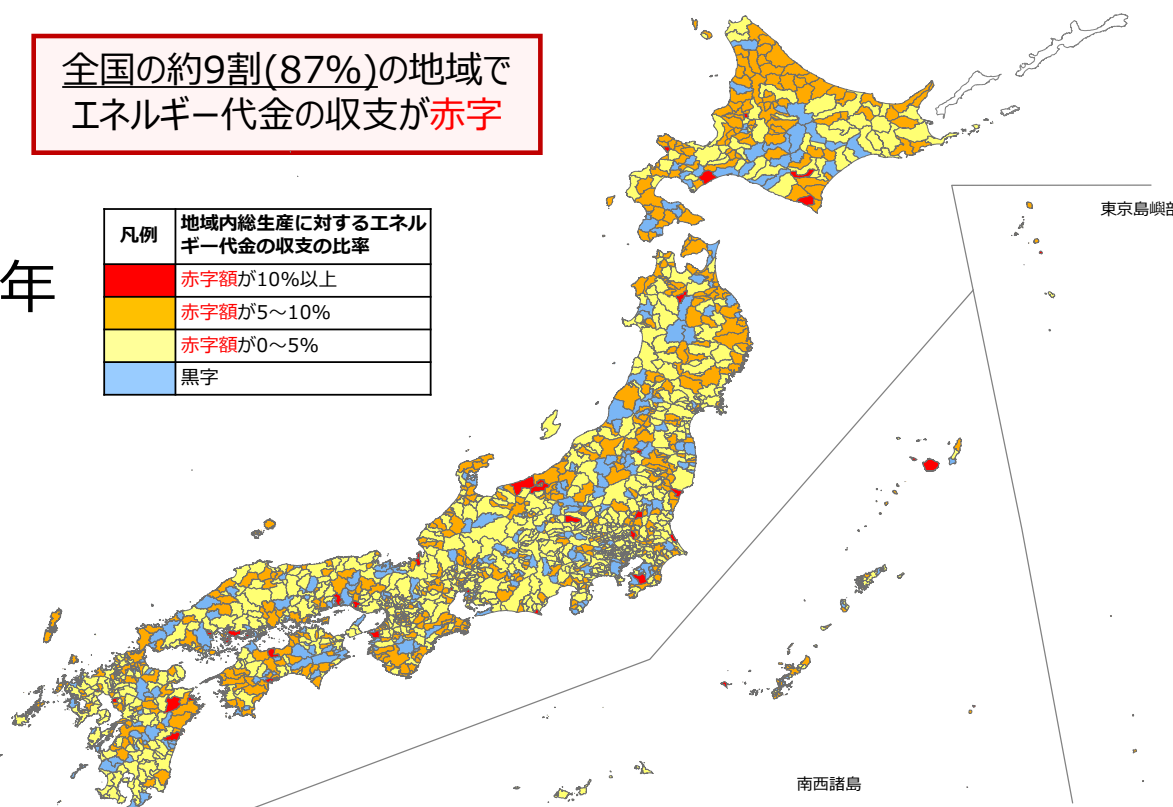 全国の約9割(87%)の地域で
エネルギー代金の収支が赤字
年
凡例
地域内総生産に対するエネル
ギー代金の収支の比率
赤字額が10%以上
赤字額が5～10%
赤字額が0～5%
黒字
東京島嶼部
南西諸島